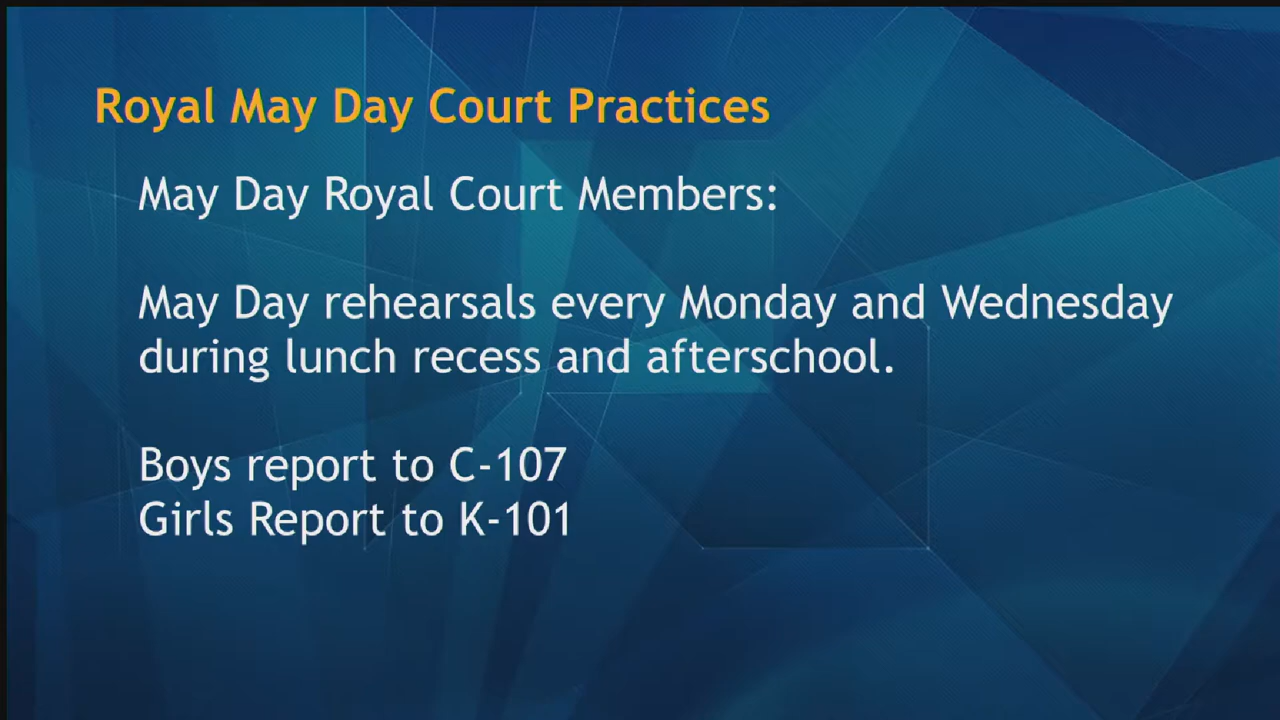 Royal May Day Court Practices
May Day Royal Court Members:
May Day rehearsals every Monday and Wednesday
during lunch recess and afterschool.
Boys report to C-107
Girls Report to K-101